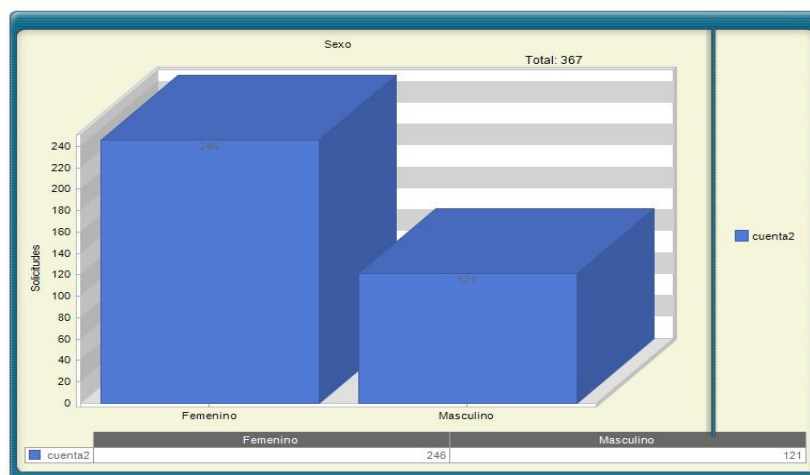 Sexo
Total: 367
Solicitudes
240
220
200
180
160
140
120
100
80
60
40
20
0
246
121
Femenino
Masculino
cuenta2
Femenino Masculino
cuenta2 246 121